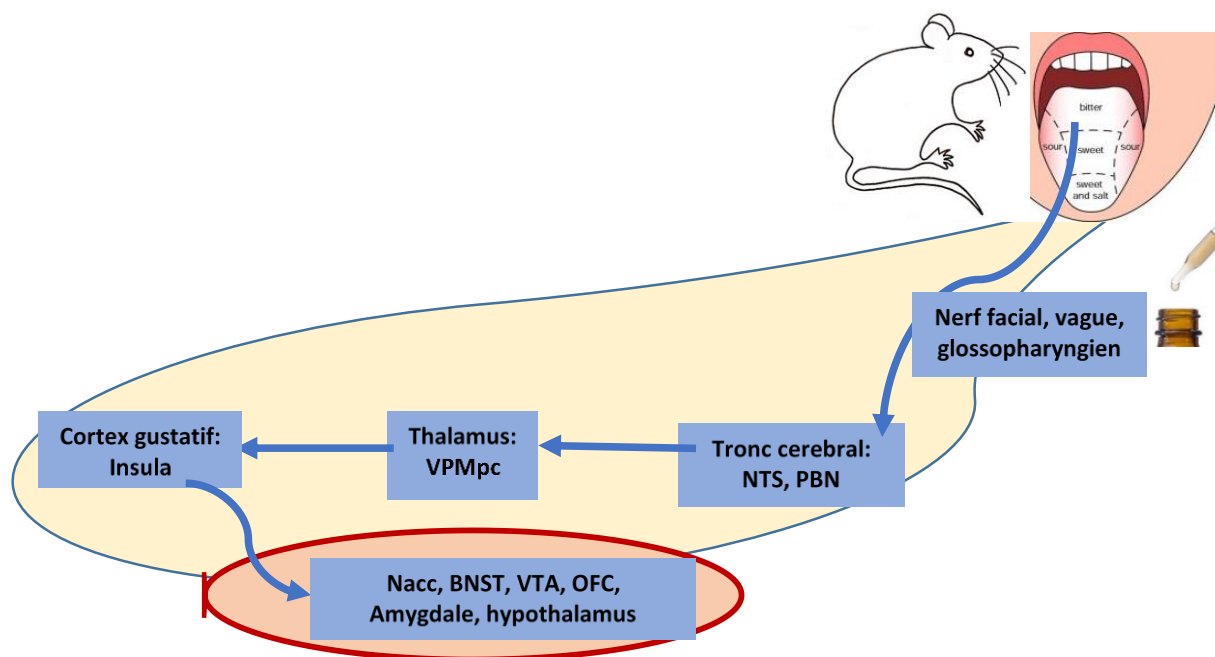 bitter
sour
sweet
sour
sweet
and salt
Nerf facial, vague,
glossopharyngien
Cortex gustatif:
Insula
Thalamus:
VPMpc
Tronc cerebral:
NTS, PBN
Nacc, BNST, VTA, OFC,
Amygdale, hypothalamus